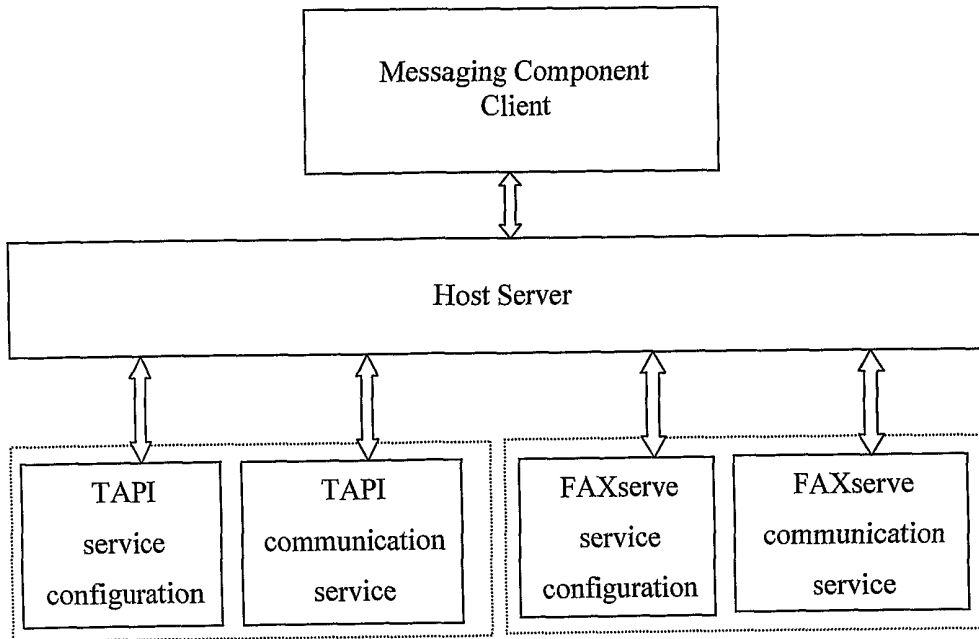 Messaging Component
Client
Host Server
TAPI
service
configuration
TAPI
communication
service
FAXserve
service
configuration
FAXserve
communication
service